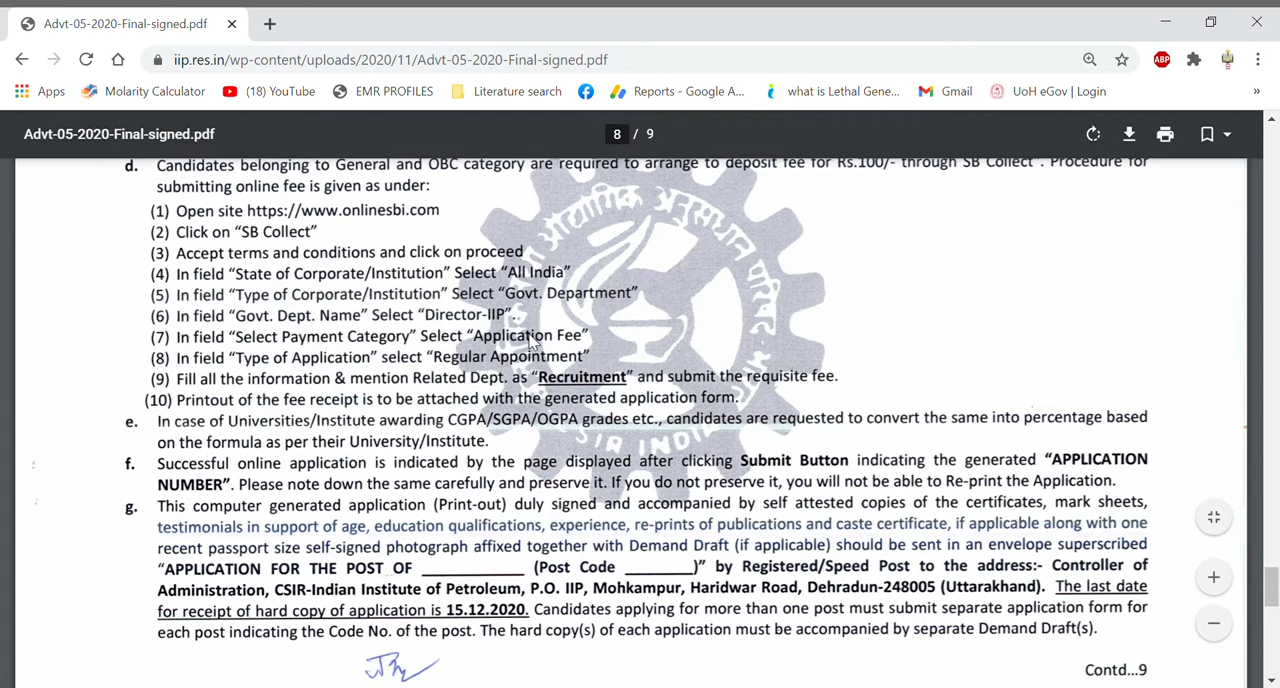 Advt-05-2020-Final-signed.pdf
iip.res.in/wp-content/uploads/2020/11/Advt-05-2020-Final-signed.pdf
ABP
Apps Molarity Calculator (18) YouTube EMR PROFILES Literature search Reports - Google A... what is Lethal Gene... Gmail UoH eGov | Login »
Advt-05-2020-Final-signed.pdf 8 / 9
d. Candidates belonging to General and OBC category are required to arrange to deposit fee for Rs.100/- through SB Collect". Procedure for
submitting online fee is given as under:
(1) Open site https://www.onlinesbi.com
(2) Click on "SB Collect"
(3) Accept terms and conditions and click on proceed
(4) In field "State of Corporate/Institution" Select "All India"
(5) In field "Type of Corporate/Institution" Select "Govt. Department"
(6) In field "Govt. Dept. Name" Select "Director-IIP".
(7) In field "Select Payment Category" Select "Application Fee"
(8) In field "Type of Application" select "Regular Appointment"
(9) Fill all the information & mention Related Dept. as "Recruitment" and submit the requisite fee.
(10) Printout of the fee receipt is to be attached with the generated application form.
e. In case of Universities/Institute awarding CGPA/SGPA/OGPA grades etc., candidates are requested to convert the same into percentage based
on the formula as per their University/Institute.
f. Successful online application is indicated by the page displayed after clicking Submit Button indicating the generated "APPLICATION
NUMBER". Please note down the same carefully and preserve it. If you do not preserve it, you will not be able to Re-print the Application.
g. This computer generated application (Print-out) duly signed and accompanied by self attested copies of the certificates, mark sheets,
testimonials in support of age, education qualifications, experience, re-prints of publications and caste certificate, if applicable along with one
recent passport size self-signed photograph affixed together with Demand Draft (if applicable) should be sent in an envelope superscribed
"APPLICATION FOR THE POST OF ____________ (Post Code ________)" by Registered/Speed Post to the address:- Controller of
Administration, CSIR-Indian Institute of Petroleum, P.O. IIP, Mohkampur, Haridwar Road, Dehradun-248005 (Uttarakhand). The last date
for receipt of hard copy of application is 15.12.2020. Candidates applying for more than one post must submit separate application form for
each post indicating the Code No. of the post. The hard copy(s) of each application must be accompanied by separate Demand Draft(s).
Contd...9